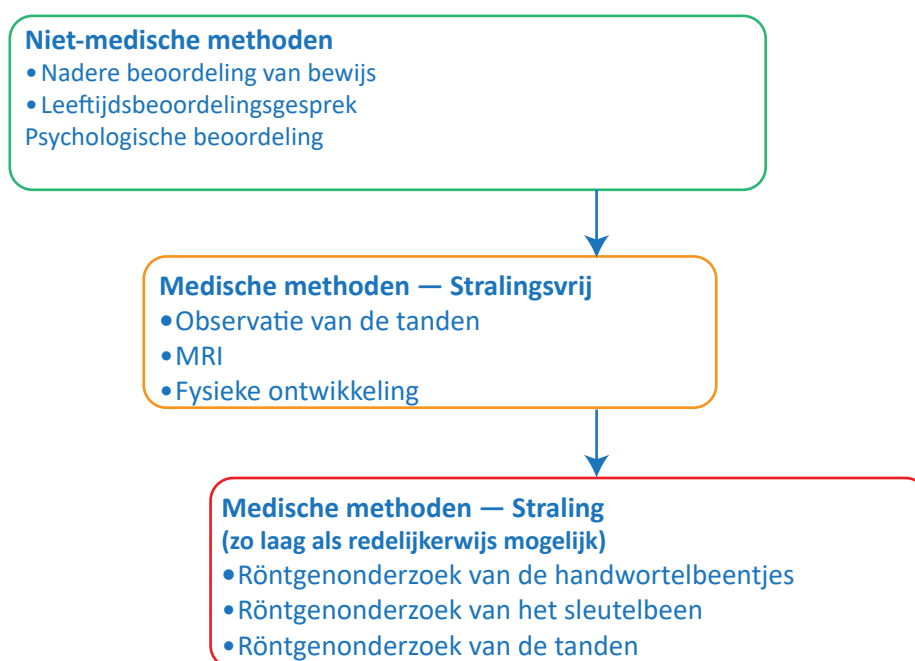 Niet-medische methoden
• Nadere beoordeling van bewijs
• Leeftijdsbeoordelingsgesprek
Psychologische beoordeling
Medische methoden — Stralingsvrij
• Observatie van de tanden
• MRI
• Fysieke ontwikkeling
Medische methoden — Straling
(zo laag als redelijkerwijs mogelijk)
• Röntgenonderzoek van de handwortelbeentjes
• Röntgenonderzoek van het sleutelbeen
• Röntgenonderzoek van de tanden